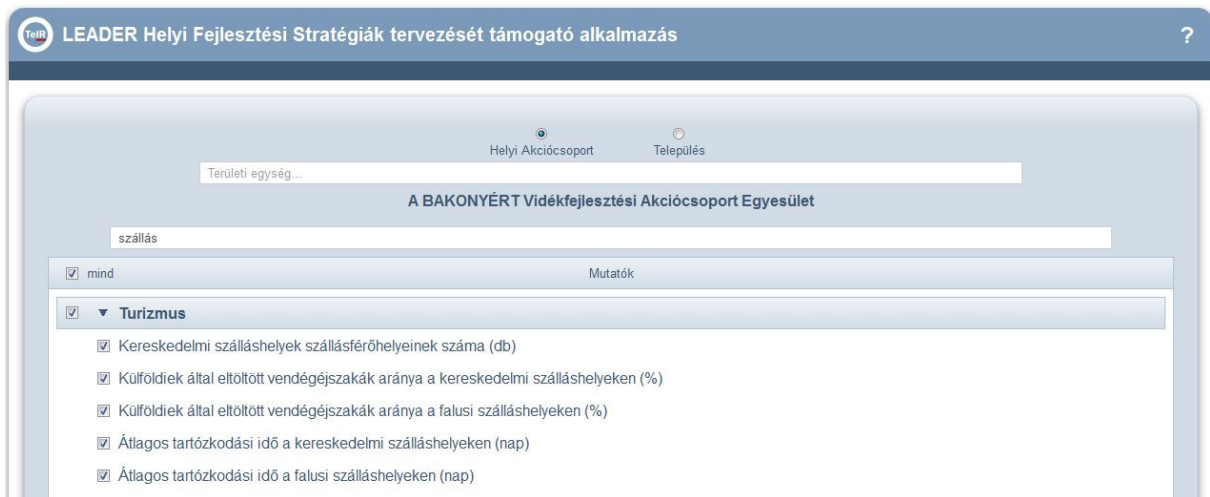 TeIR
LEADER Helyi Fejlesztési Stratégiák tervezését támogató alkalmazás
?
Helyi Akciócsoport
Település
Területi egység...
A BAKONYÉRT Vidékfejlesztési Akciócsoport Egyesület
szállás
mind
Mutatók
Turizmus
Kereskedelmi szálláshelyek szállásférőhelyeinek száma (db)
Külföldiek által eltöltött vendégéjszakák aránya a kereskedelmi szálláshelyeken (%)
Külföldiek által eltöltött vendégéjszakák aránya a falusi szálláshelyeken (%)
Átlagos tartózkodási idő a kereskedelmi szálláshelyeken (nap)
Átlagos tartózkodási idő a falusi szálláshelyeken (nap)